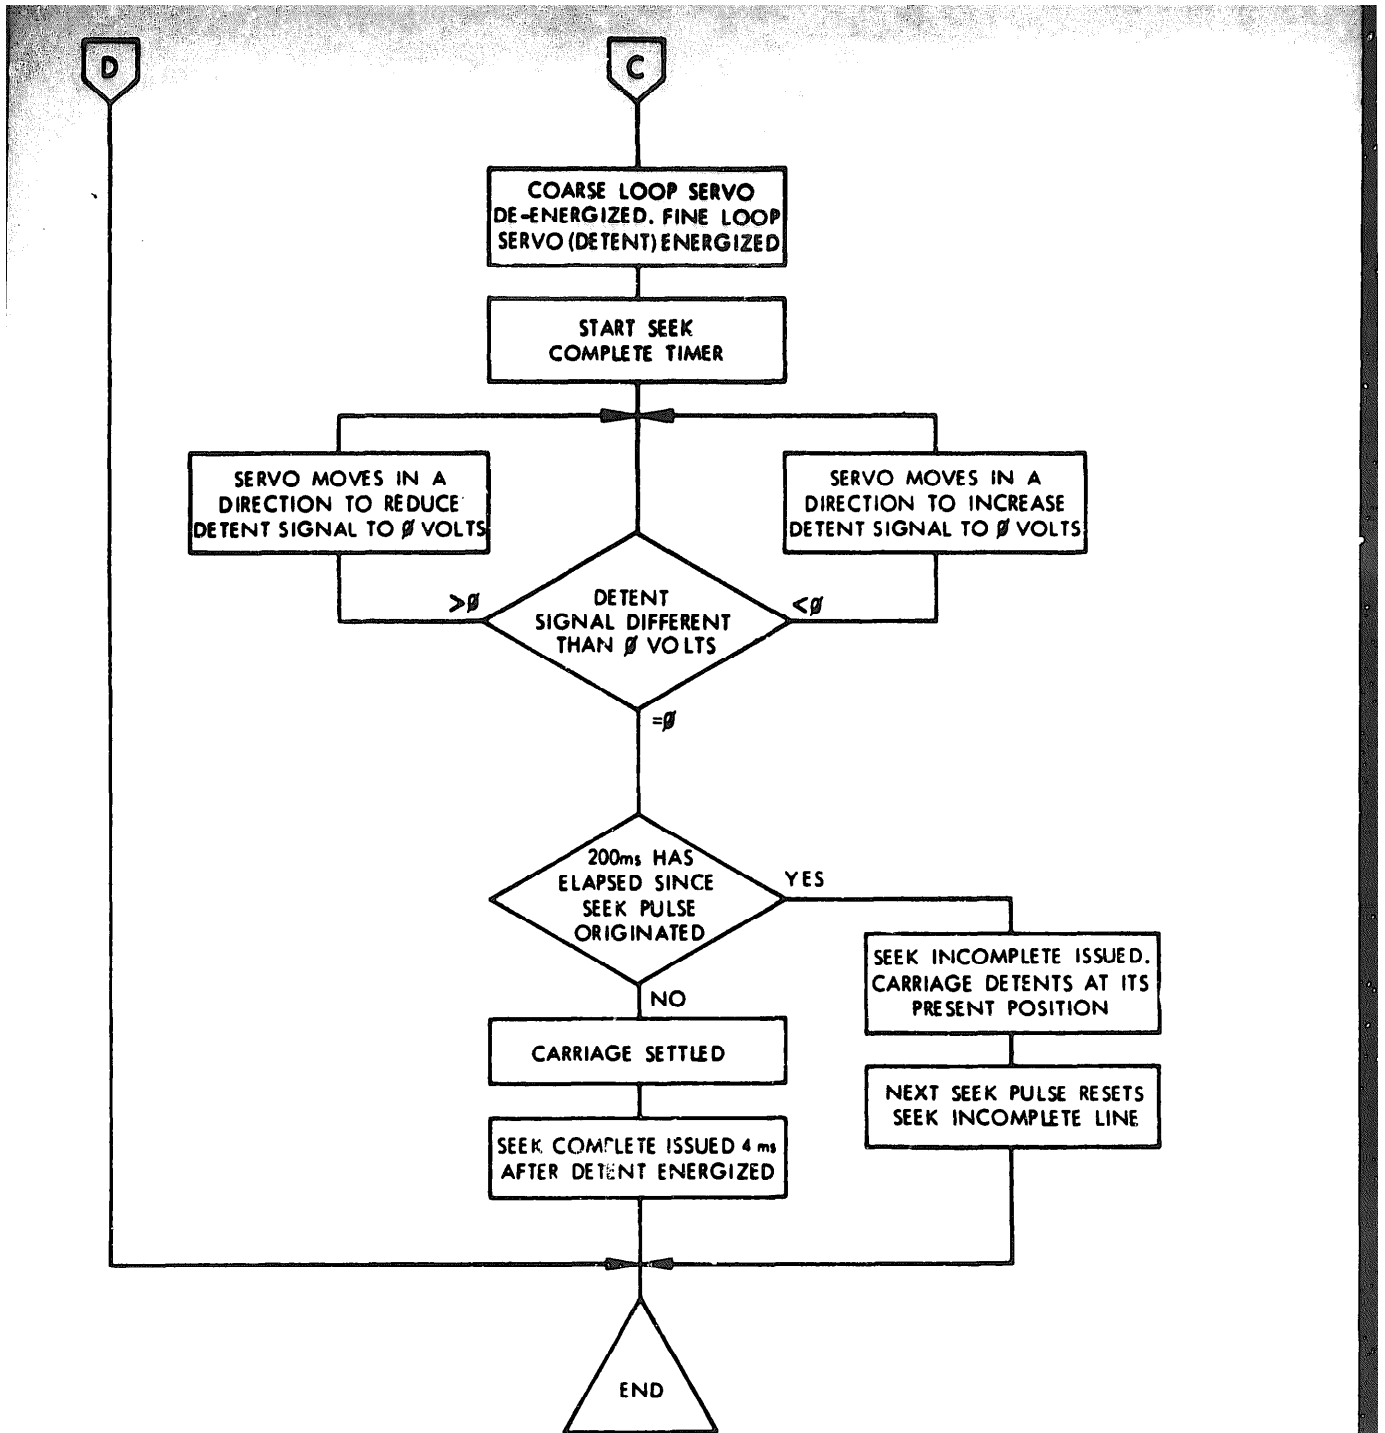 D
C
COARSE LOOP SERVO
DE-ENERGIZED. FINE LOOP
SERVO (DETENT) ENERGIZED
START SEEK
COMPLETE TIMER
SERVO MOVES IN A
DIRECTION TO REDUCE
DETENT SIGNAL TO Ø VOLTS
SERVO MOVES IN A
DIRECTION TO INCREASE
DETENT SIGNAL TO Ø VOLTS
>Ø
DETENT
SIGNAL DIFFERENT
THAN Ø VOLTS
<Ø
=Ø
200ms HAS
ELAPSED SINCE
SEEK PULSE
ORIGINATED
YES
NO
SEEK INCOMPLETE ISSUED.
CARRIAGE DETENTS AT ITS
PRESENT POSITION
CARRIAGE SETTLED
NEXT SEEK PULSE RESETS
SEEK INCOMPLETE LINE
SEEK COMPLETE ISSUED 4 ms
AFTER DETENT ENERGIZED
END